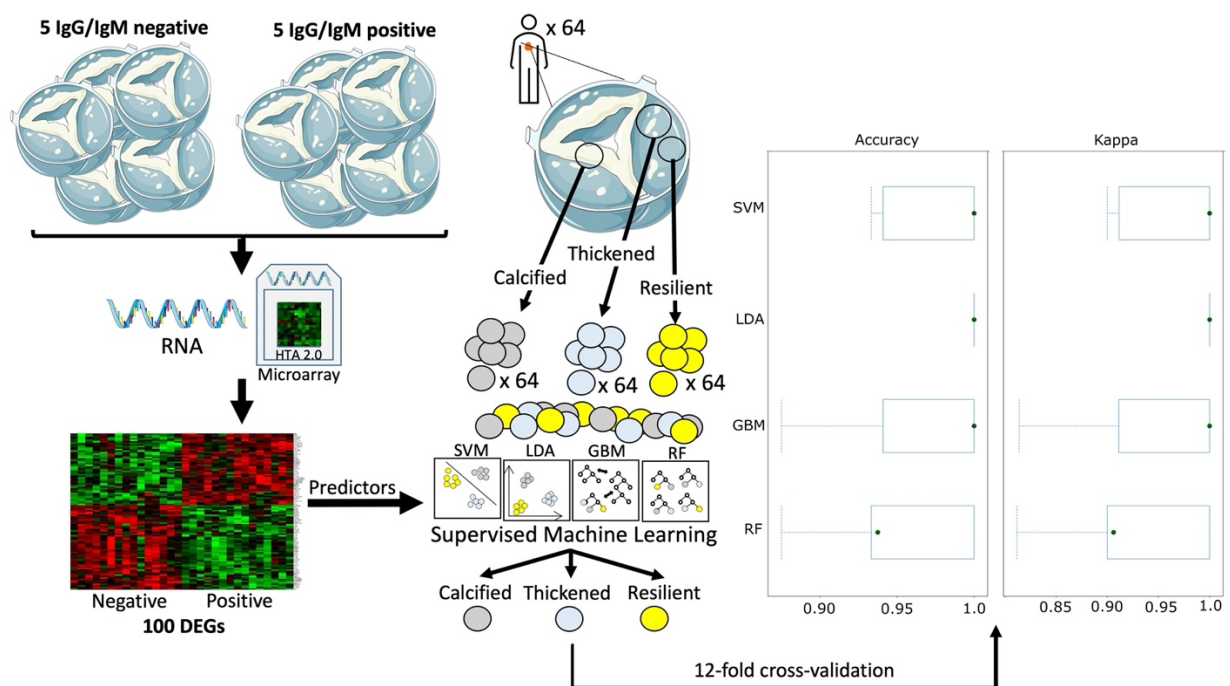 5 IgG/IgM negative
5 IgG/IgM positive
x 64
RNA
HTA 2.0
Microarray
Negative
Positive
100 DEGs
Predictors
Calcified
Thickened
Resilient
x 64
x 64
x 64
SVM
LDA
GBM
RF
Supervised Machine Learning
Calcified
Thickened
Resilient
12-fold cross-validation
Accuracy
Kappa
SVM
LDA
GBM
RF
0.90
0.95
1.0
0.85
0.90
0.95
1.0